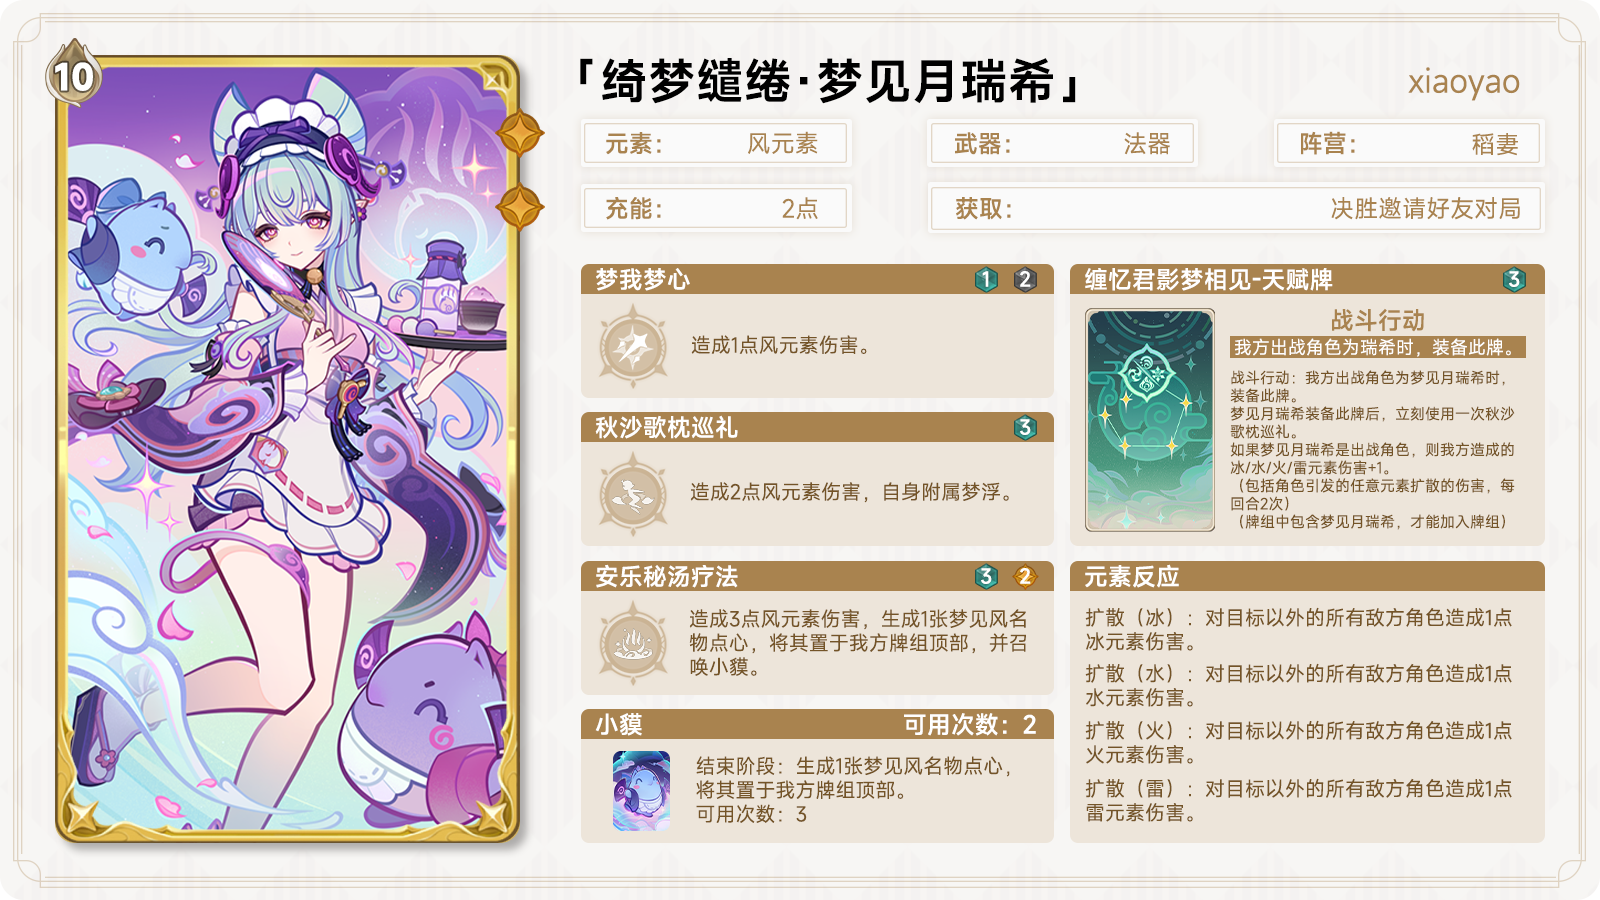 10
「绮梦缱绻·梦见月瑞希」
xiaoyao
元素： 风元素
武器： 法器
阵营： 稻妻
充能： 2点
获取： 决胜邀请好友对局
梦我梦心 1 2
造成1点风元素伤害。
秋沙歌枕巡礼 3
造成2点风元素伤害，自身附属梦浮。
安乐秘汤疗法 3 2
造成3点风元素伤害，生成1张梦见风名
物点心，将其置于我方牌组顶部，并召
唤小貘。
小貘 可用次数：2
结束阶段：生成1张梦见风名物点心，
将其置于我方牌组顶部。
可用次数：3
缠忆君影梦相见-天赋牌 3
战斗行动
我方出战角色为瑞希时，装备此牌。
战斗行动：我方出战角色为梦见月瑞希时，
装备此牌。
梦见月瑞希装备此牌后，立刻使用一次秋沙
歌枕巡礼。
如果梦见月瑞希是出战角色，则我方造成的
冰/水/火/雷元素伤害+1。
（包括角色引发的任意元素扩散的伤害，每
回合2次）
（牌组中包含梦见月瑞希，才能加入牌组）
元素反应
扩散（冰）：对目标以外的所有敌方角色造成1点
冰元素伤害。
扩散（水）：对目标以外的所有敌方角色造成1点
水元素伤害。
扩散（火）：对目标以外的所有敌方角色造成1点
火元素伤害。
扩散（雷）：对目标以外的所有敌方角色造成1点
雷元素伤害。